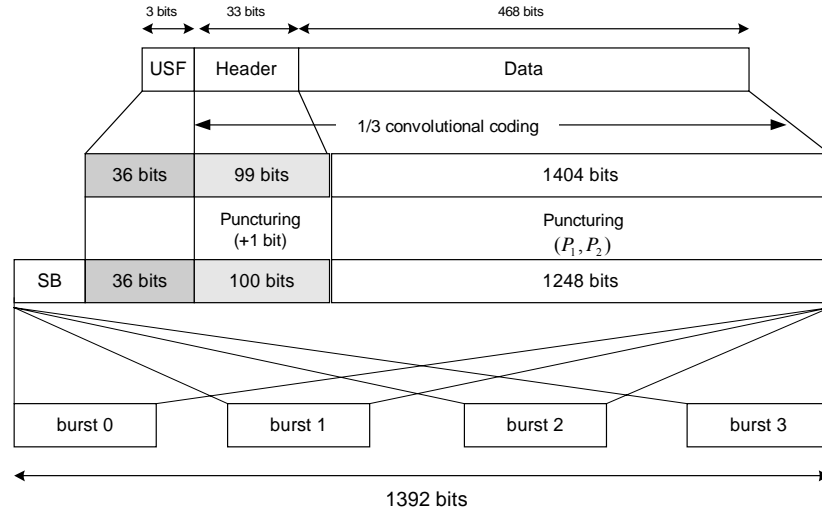 3 bits 33 bits 468 bits
USF Header Data
1/3 convolutional coding
36 bits 99 bits 1404 bits
Puncturing
(+1 bit)
Puncturing
(P₁, P₂)
SB 36 bits 100 bits 1248 bits
burst 0 burst 1 burst 2 burst 3
1392 bits